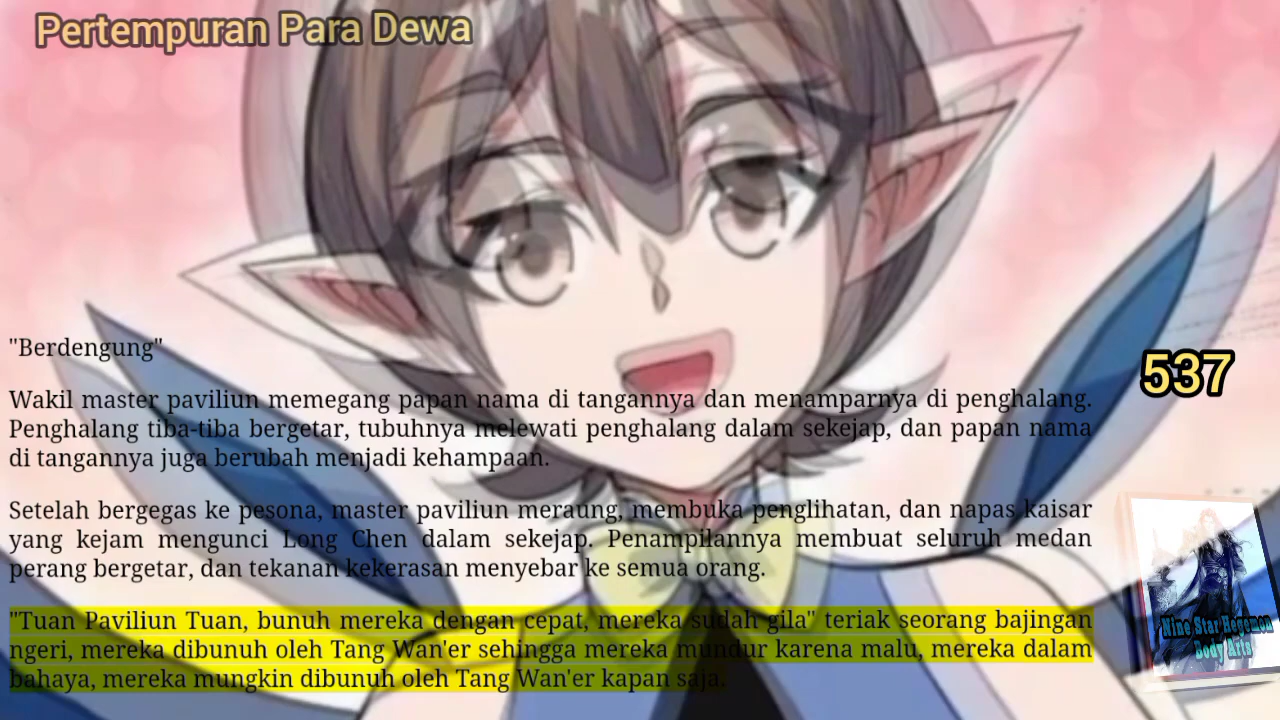 Pertempuran Para Dewa
"Berdengung"
537
Wakil master paviliun memegang papan nama di tangannya dan menamparnya di penghalang.
Penghalang tiba-tiba bergetar, tubuhnya melewati penghalang dalam sekejap, dan papan nama
di tangannya juga berubah menjadi kehampaan.
Setelah bergegas ke pesona, master paviliun meraung, membuka penglihatan, dan napas kaisar
yang kejam mengunci Long Chen dalam sekejap. Penampilannya membuat seluruh medan
perang bergetar, dan tekanan kekerasan menyebar ke semua orang.
"Tuan Paviliun Tuan, bunuh mereka dengan cepat, mereka sudah gila" teriak seorang bajingan
ngeri, mereka dibunuh oleh Tang Wan'er sehingga mereka mundur karena malu, mereka dalam
bahaya, mereka mungkin dibunuh oleh Tang Wan'er kapan saja.
Nine Star Hegemon
Body Arts